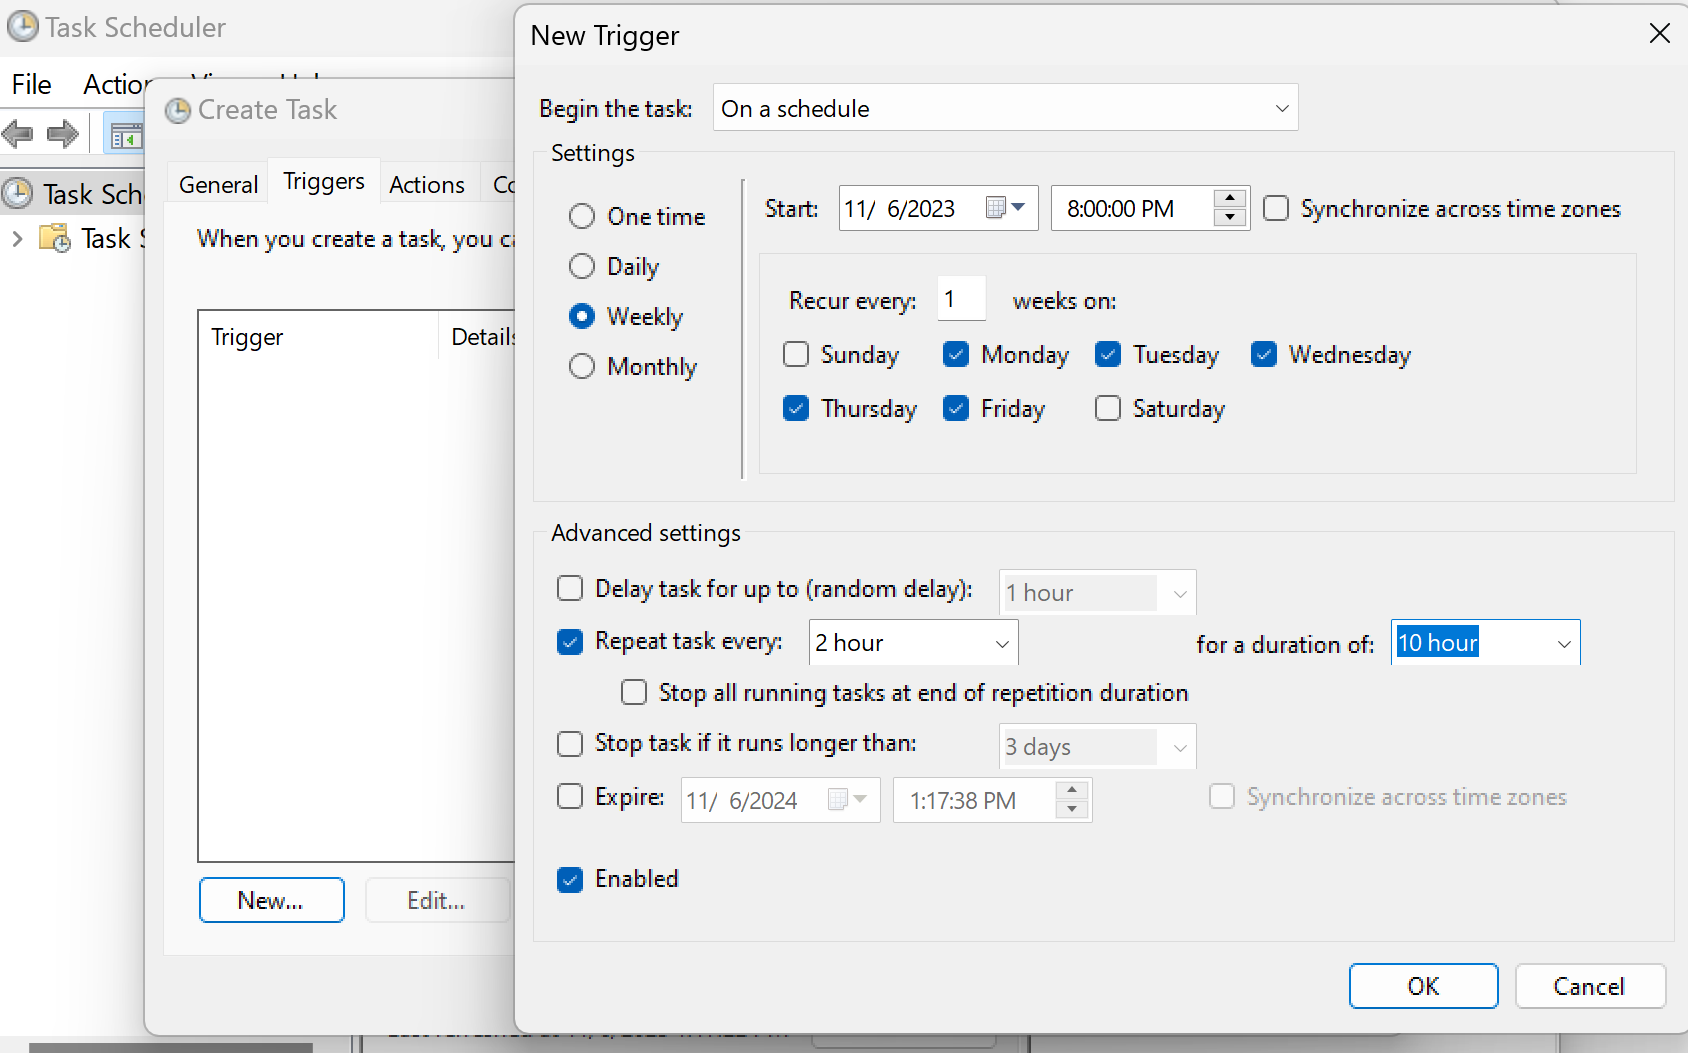 Task Scheduler
File
New Trigger
Create Task
Begin the task: On a schedule
Settings
General Triggers Actions
Task
When you create a task, you
One time
Daily
Weekly
Monthly
Start: 11/ 6/2023 8:00:00 PM Synchronize across time zones
Recur every: 1 weeks on:
Sunday Monday Tuesday Wednesday
Thursday Friday Saturday
Trigger
Advanced settings
Delay task for up to (random delay): 1 hour
Repeat task every: 2 hour for a duration of: 10 hour
Stop all running tasks at end of repetition duration
Stop task if it runs longer than: 3 days
Expire: 11/ 6/2024 1:17:38 PM Synchronize across time zones
Enabled
New... Edit...
OK Cancel